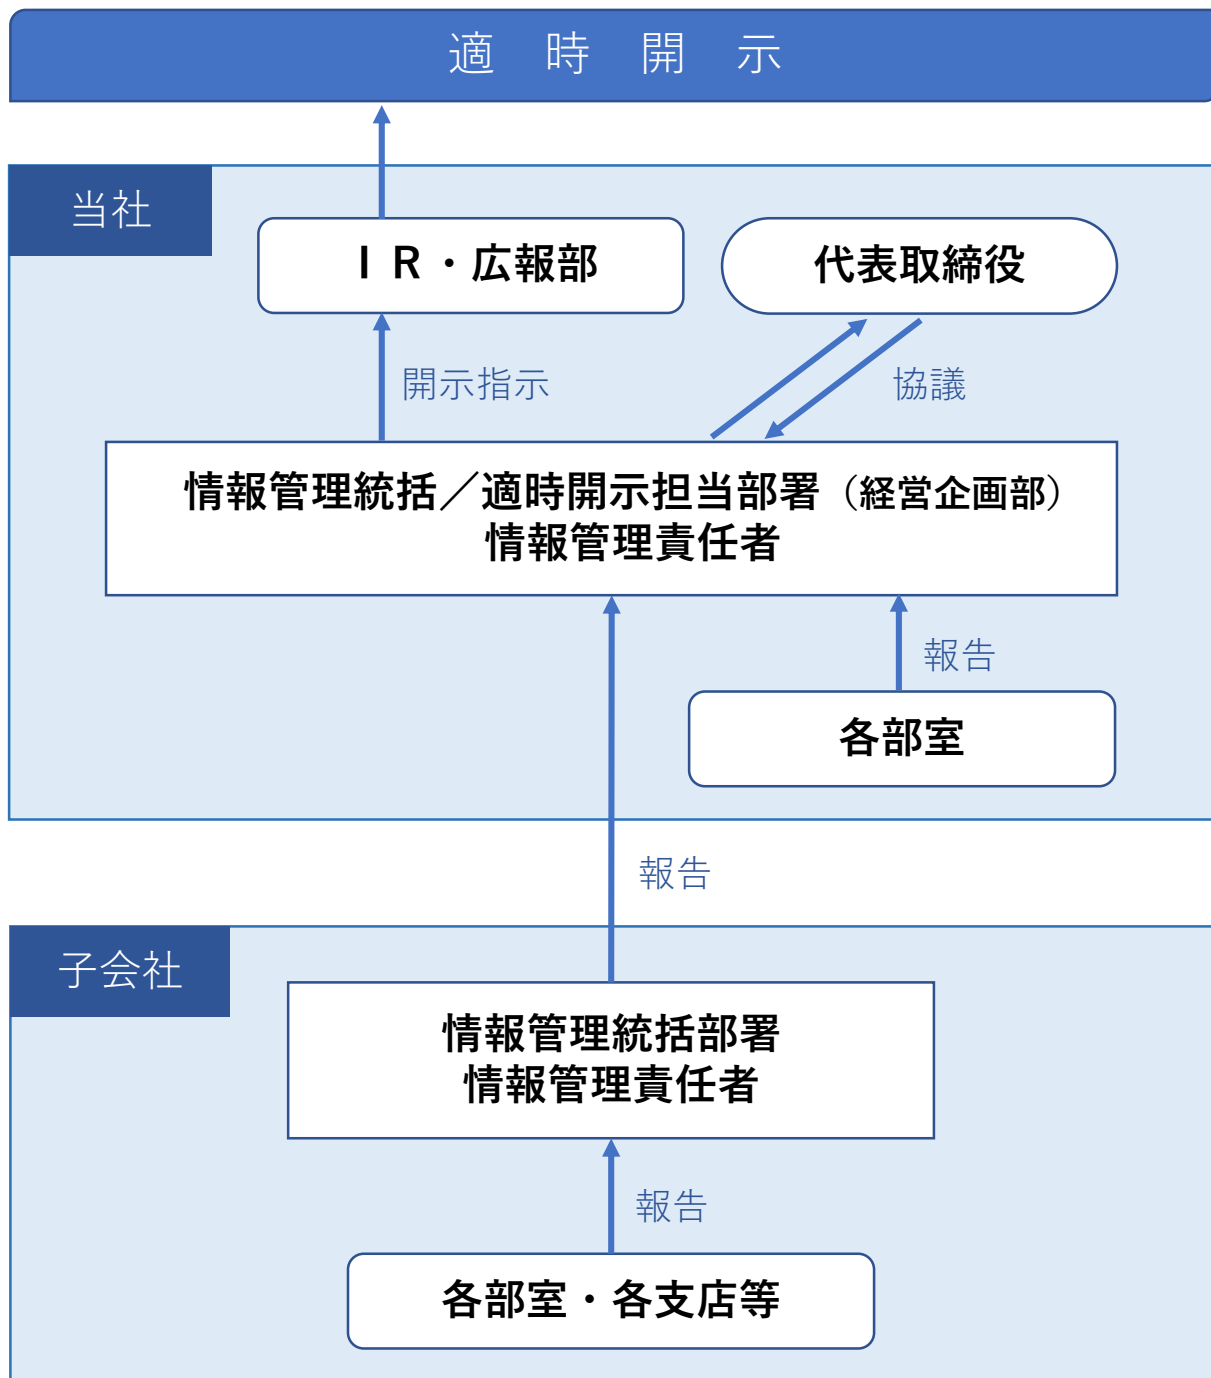 適 時 開 示
当社
ＩＲ・広報部
代表取締役
開示指示
協議
情報管理統括／適時開示担当部署（経営企画部）
情報管理責任者
報告
各部室
報告
子会社
情報管理統括部署
情報管理責任者
報告
各部室・各支店等